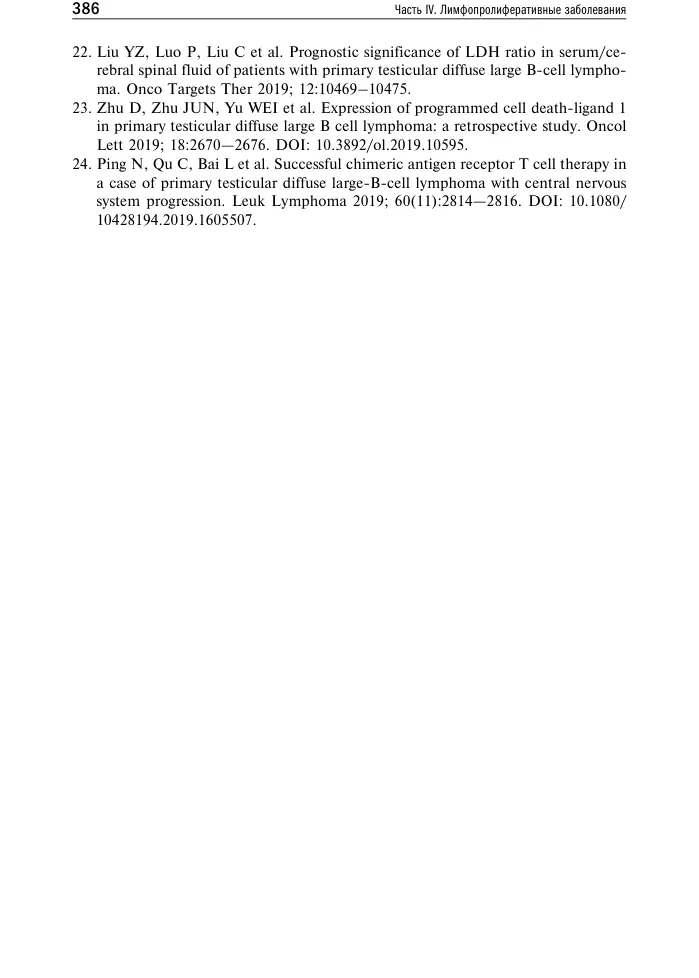 386
Часть IV. Лимфопролиферативные заболевания
22. Liu YZ, Luo P, Liu C et al. Prognostic significance of LDH ratio in serum/ce-
rebral spinal fluid of patients with primary testicular diffuse large B-cell lympho-
ma. Onco Targets Ther 2019; 12:10469—10475.
23. Zhu D, Zhu JUN, Yu WEI et al. Expression of programmed cell death-ligand 1
in primary testicular diffuse large B cell lymphoma: a retrospective study. Oncol
Lett 2019; 18:2670—2676. DOI: 10.3892/ol.2019.10595.
24. Ping N, Qu C, Bai L et al. Successful chimeric antigen receptor T cell therapy in
a case of primary testicular diffuse large-B-cell lymphoma with central nervous
system progression. Leuk Lymphoma 2019; 60(11):2814—2816. DOI: 10.1080/
10428194.2019.1605507.